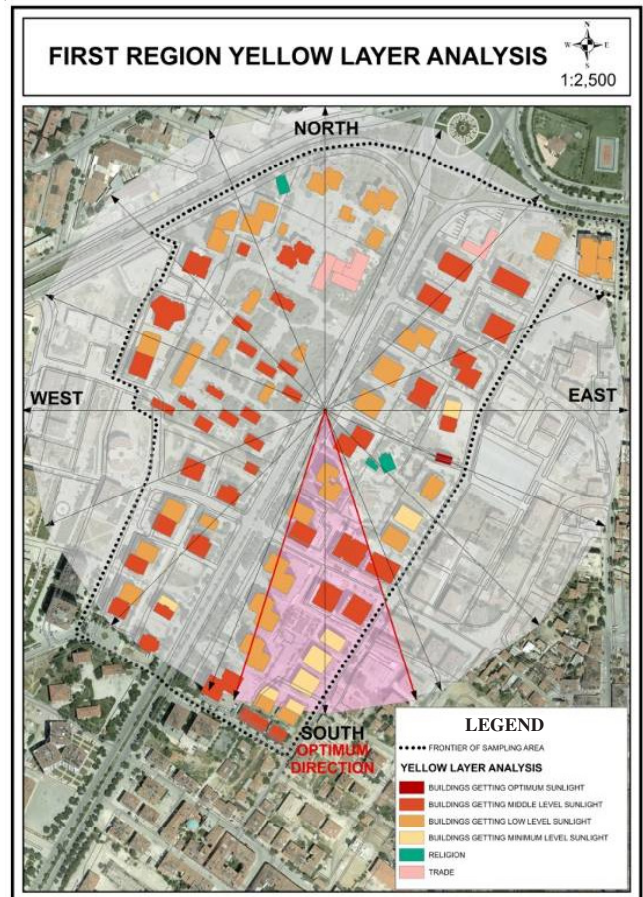 FIRST REGION YELLOW LAYER ANALYSIS
N
W E
S
1:2,500
NORTH
WEST
EAST
SOUTH
OPTIMUM
DIRECTION
LEGEND
FRONTIER OF SAMPLING AREA
YELLOW LAYER ANALYSIS
BUILDINGS GETTING OPTIMUM SUNLIGHT
BUILDINGS GETTING MIDDLE LEVEL SUNLIGHT
BUILDINGS GETTING LOW LEVEL SUNLIGHT
BUILDINGS GETTING MINIMUM LEVEL SUNLIGHT
RELIGION
TRADE